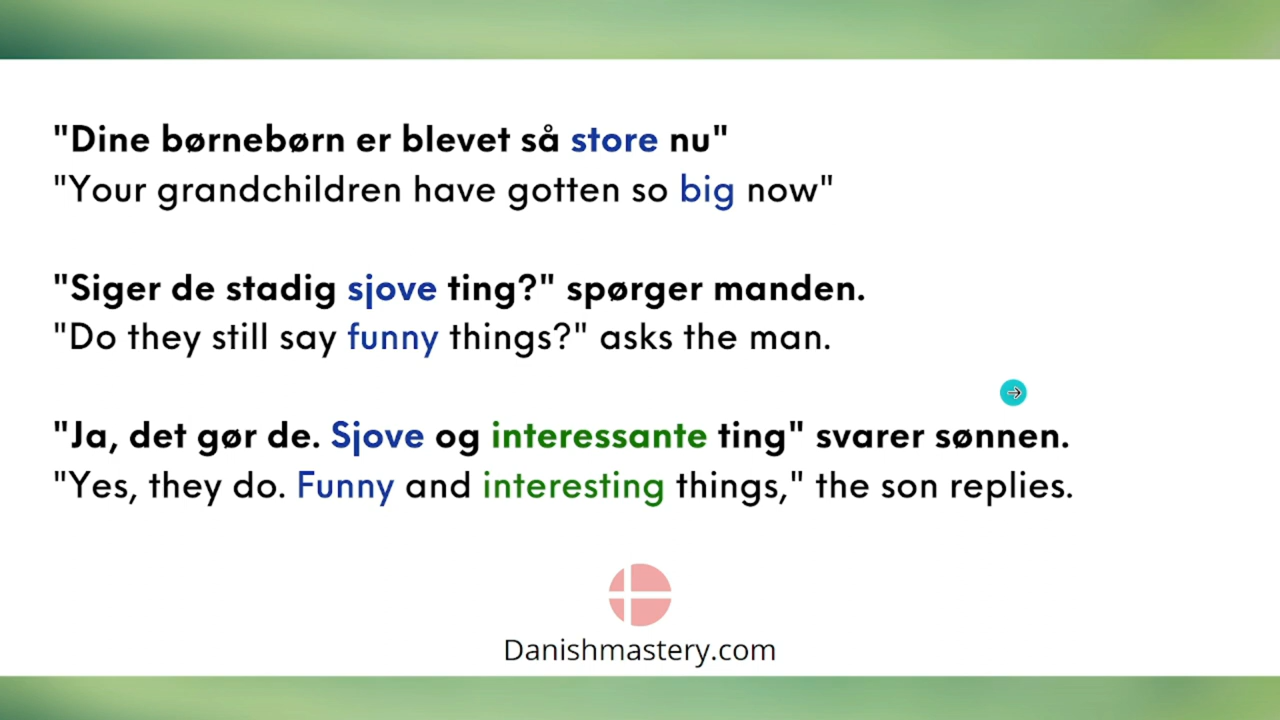 "Dine børnebørn er blevet så store nu"
"Your grandchildren have gotten so big now"
"Siger de stadig sjove ting?" spørger manden.
"Do they still say funny things?" asks the man.
"Ja, det gør de. Sjove og interessante ting" svarer sønnen.
"Yes, they do. Funny and interesting things," the son replies.
Danishmastery.com